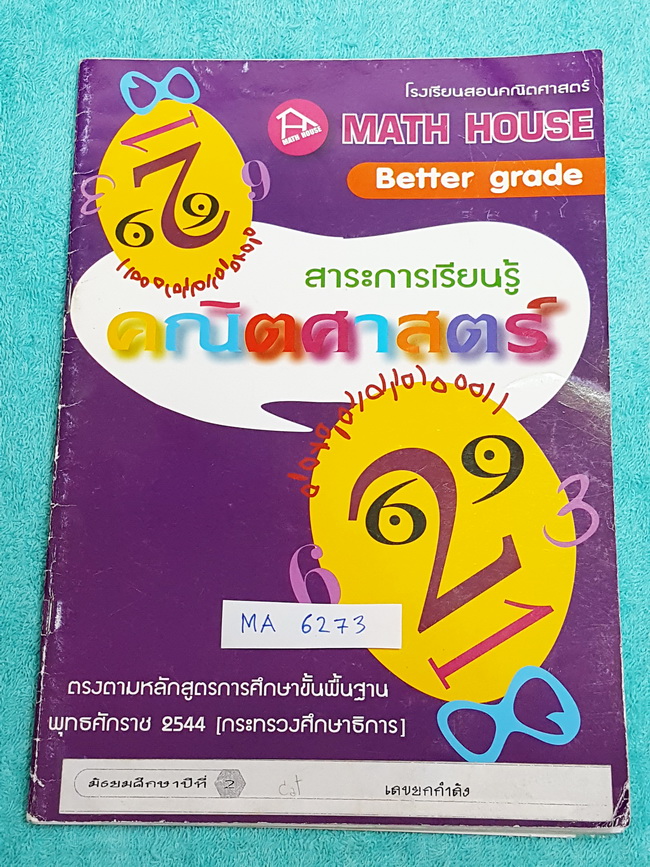 โรงเรียนสอนคณิตศาสตร์
MATH HOUSE
MATH HOUSE
Better grade
สาระการเรียนรู้
คณิตศาสตร์
MA 6273
ตรงตามหลักสูตรการศึกษาขั้นพื้นฐาน
พุทธศักราช 2544 [กระทรวงศึกษาธิการ]
มัธยมศึกษาปีที่ 2 เลขยกกำลัง